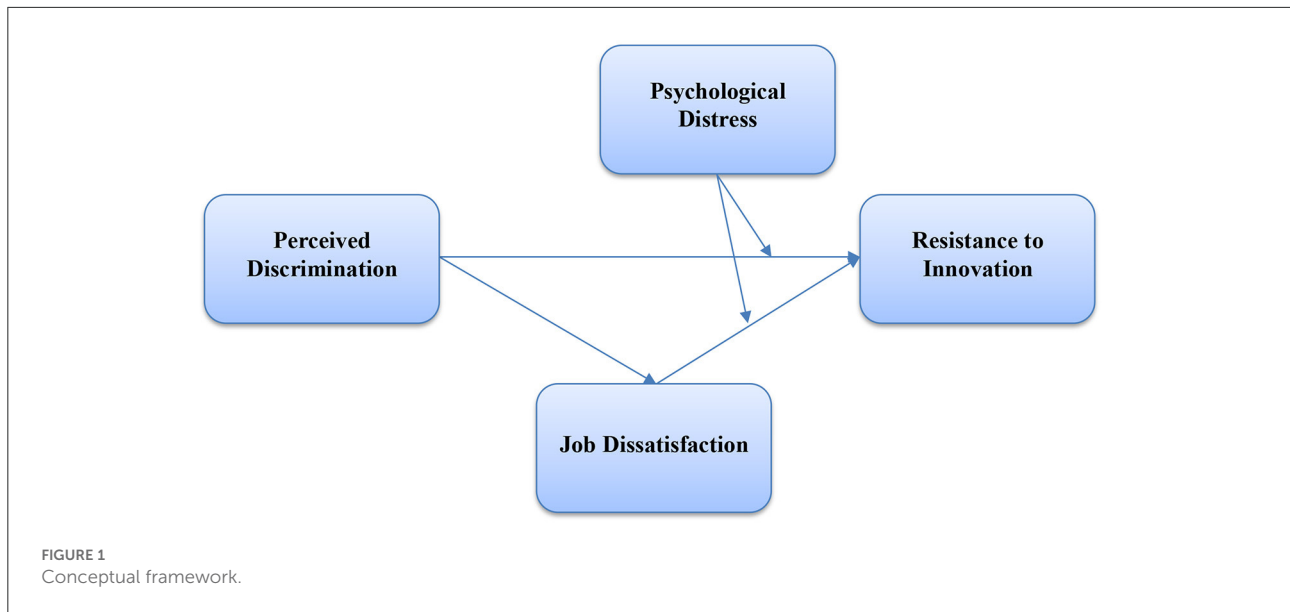 Psychological
Distress
Perceived
Discrimination
Resistance to
Innovation
Job Dissatisfaction
FIGURE 1
Conceptual framework.